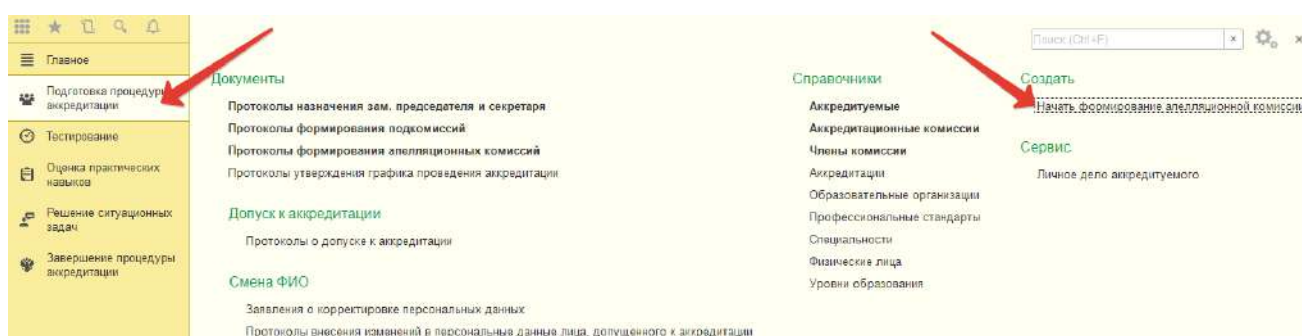 Поиск (Ctrl+F)
×
×
Главное
Подготовка процедуры
аккредитации
Тестирование
Оценка практических
навыков
Решение ситуационных
задач
Завершение процедуры
аккредитации
Документы
Протоколы назначения зам. председателя и секретаря
Протоколы формирования подкомиссий
Протоколы формирования апелляционных комиссий
Протоколы утверждения графика проведения аккредитации
Допуск к аккредитации
Протоколы о допуске к аккредитации
Смена ФИО
Заявления о корректировке персональных данных
Протоколы внесения изменений в персональные данные лица, допущенного к аккредитации
Справочники
Аккредитуемые
Аккредитационные комиссии
Члены комиссии
Аккредитации
Образовательные организации
Профессиональные стандарты
Специальности
Физические лица
Уровни образования
Создать
Начать формирование апелляционной комиссии
Сервис
Личное дело аккредитуемого